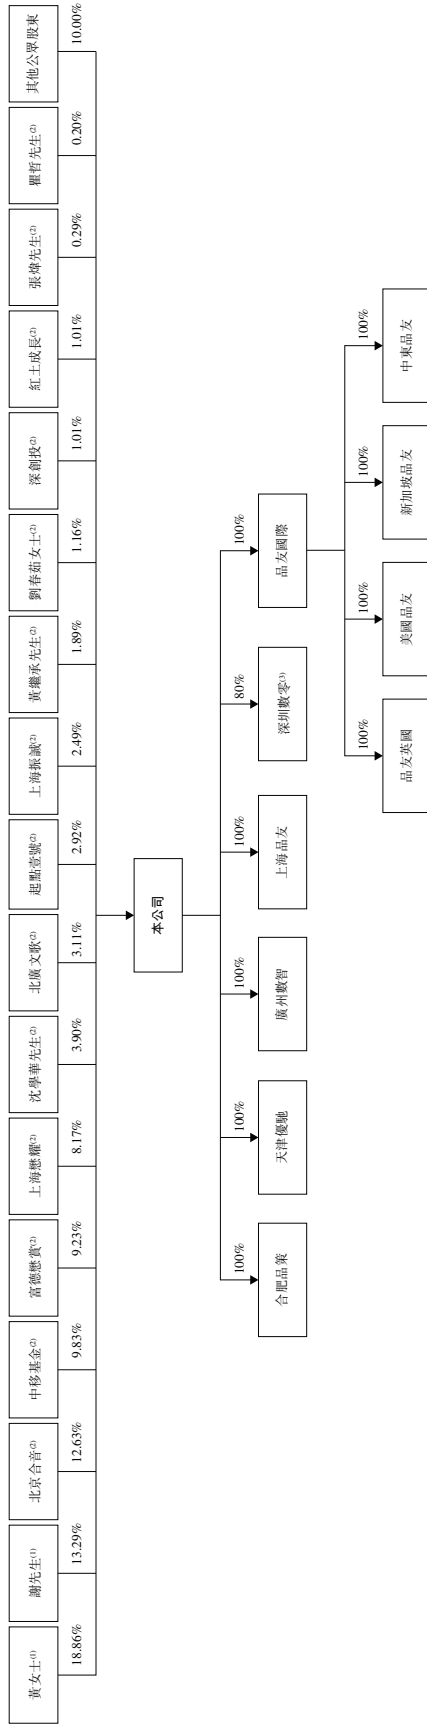 黃女士(1)
謝先生(1)
北京合音(2)
中移基金(2)
富德懋賞(2)
上海懋耀(2)
沈學華先生(2)
北廣文歌(2)
起點壹號(2)
上海振誠(2)
黃繼承先生(2)
劉春茹女士(2)
深創投(2)
紅土成長(2)
張煒先生(2)
瞿哲先生(2)
其他公眾股東
18.86%
13.29%
12.63%
9.83%
9.23%
8.17%
3.90%
3.11%
2.92%
2.49%
1.89%
1.16%
1.01%
1.01%
0.29%
0.20%
10.00%
本公司
100%
100%
100%
100%
80%
100%
合肥品策
天津優馳
廣州數智
上海品友
深圳數零(3)
品友國際
100%
100%
100%
100%
品友英國
美國品友
新加坡品友
中東品友